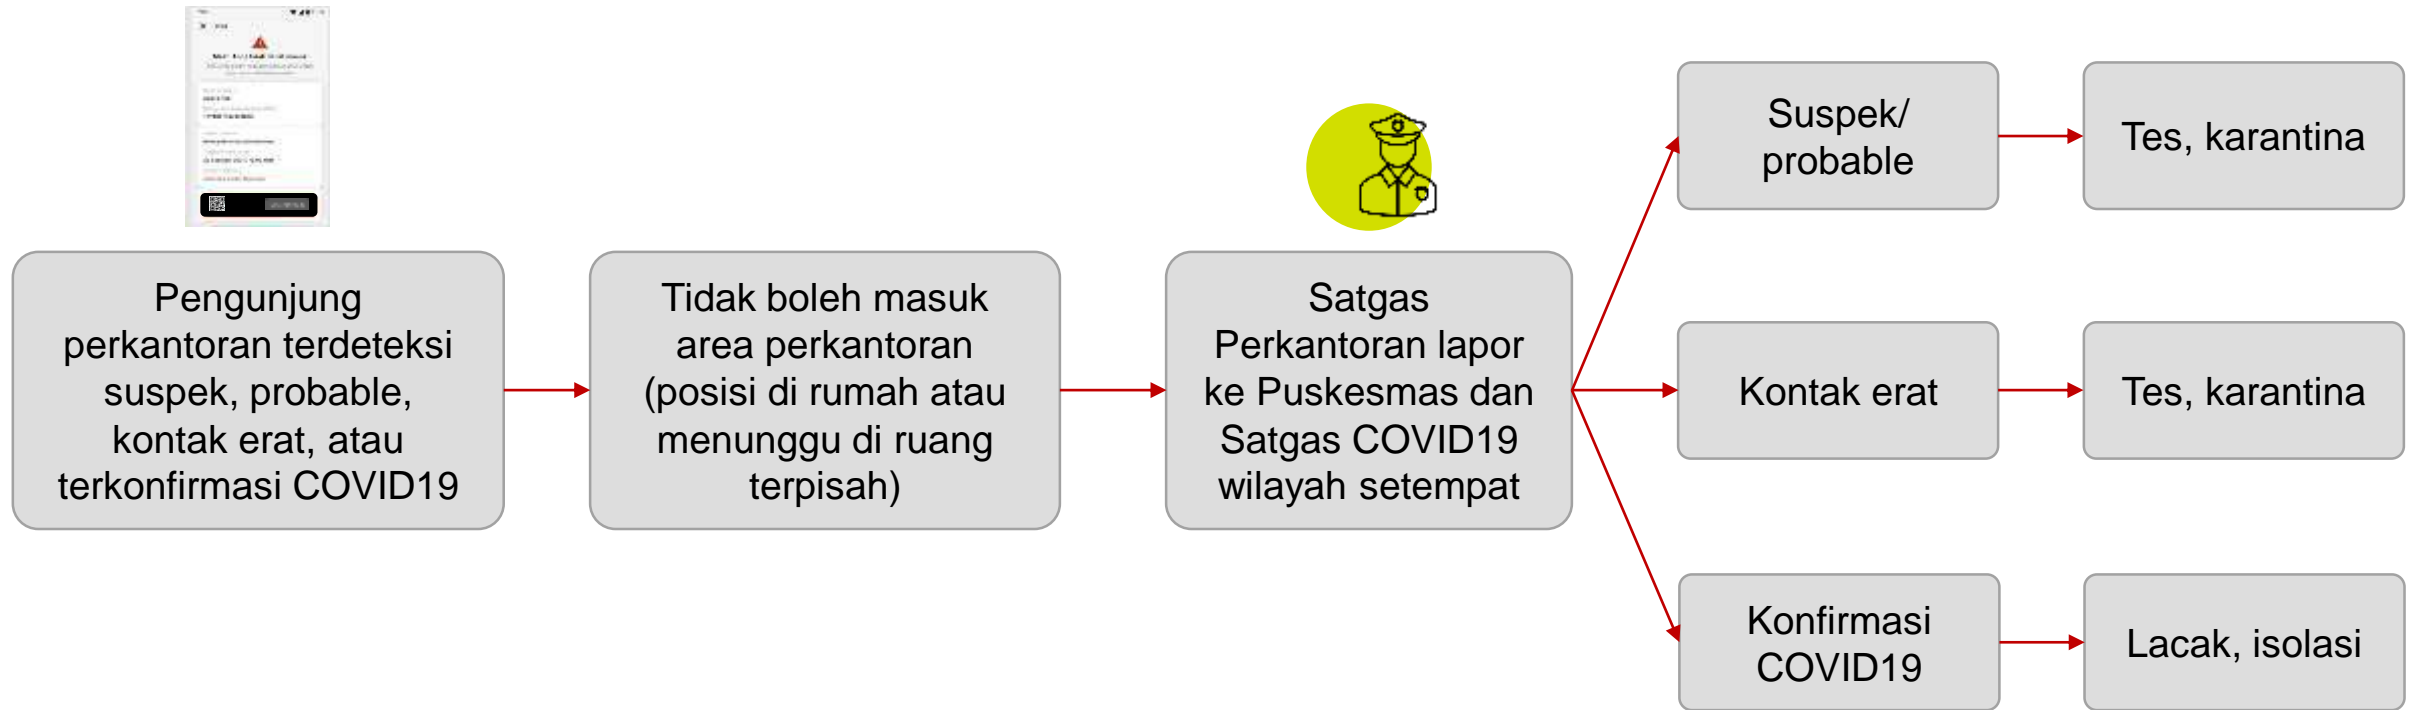 Pengunjung
perkantoran terdeteksi
suspek, probable,
kontak erat, atau
terkonfirmasi COVID19
Tidak boleh masuk
area perkantoran
(posisi di rumah atau
menunggu di ruang
terpisah)
Satgas
Perkantoran lapor
ke Puskesmas dan
Satgas COVID19
wilayah setempat
Suspek/
probable
Tes, karantina
Kontak erat
Tes, karantina
Konfirmasi
COVID19
Lacak, isolasi